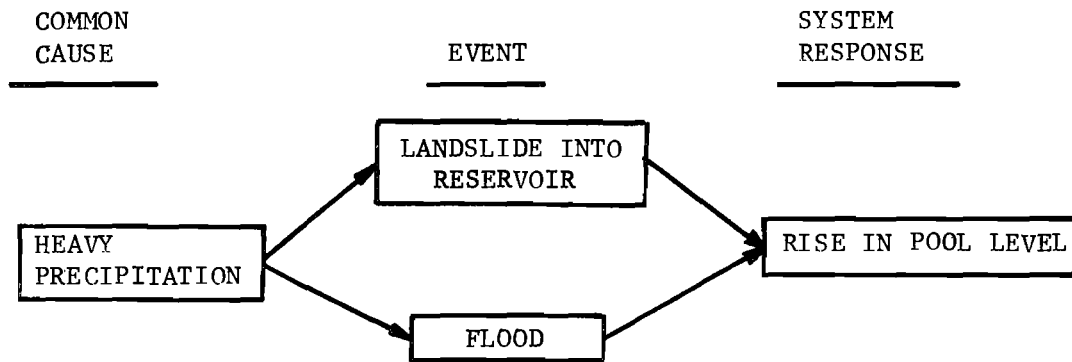 COMMON
CAUSE
EVENT
SYSTEM
RESPONSE
LANDSLIDE INTO
RESERVOIR
HEAVY
PRECIPITATION
RISE IN POOL LEVEL
FLOOD